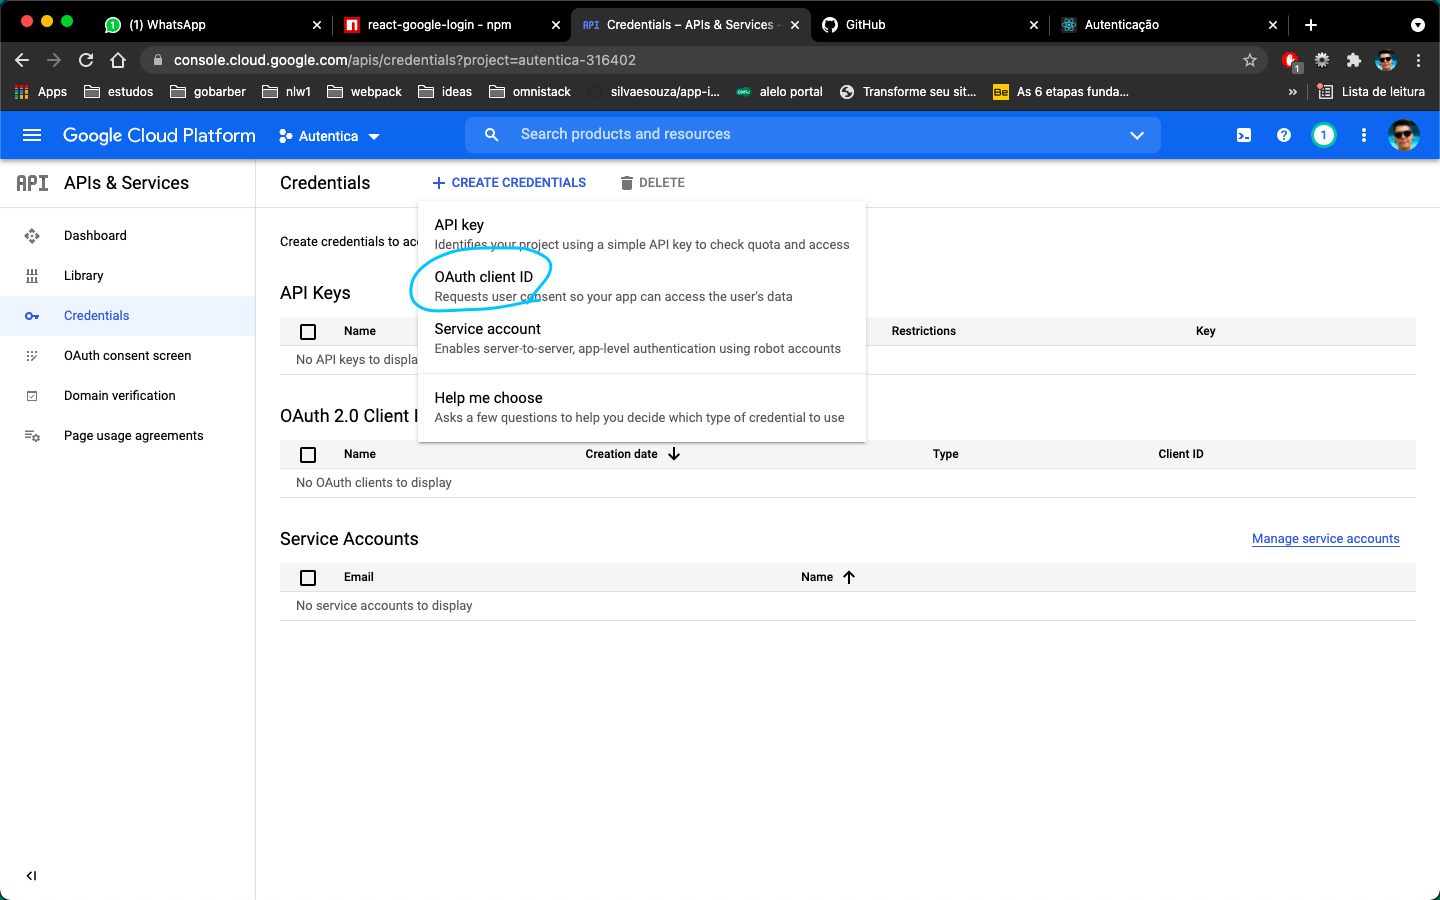 (1) WhatsApp
react-google-login - npm
API Credentials – APIs & Services -
GitHub
Autenticação
console.cloud.google.com/apis/credentials?project=autentica-316402
1
Apps
estudos
gobarber
nlw1
webpack
ideas
omnistack
silvaesouza/app-i...
alelo portal
Transforme seu sit...
Be As 6 etapas funda...
»
Lista de leitura
Google Cloud Platform
Autentica
Search products and resources
1
API APIs & Services
Credentials
+ CREATE CREDENTIALS
DELETE
Dashboard
Library
Credentials
OAuth consent screen
Domain verification
Page usage agreements
Create credentials to acc
API key
Identifies your project using a simple API key to check quota and access
OAuth client ID
Requests user consent so your app can access the user's data
Service account
Enables server-to-server, app-level authentication using robot accounts
Help me choose
Asks a few questions to help you decide which type of credential to use
API Keys
Name
Restrictions
Key
No API keys to displa
OAuth 2.0 Client I
Name
Creation date
Type
Client ID
No OAuth clients to display
Service Accounts
Manage service accounts
Email
Name
No service accounts to display